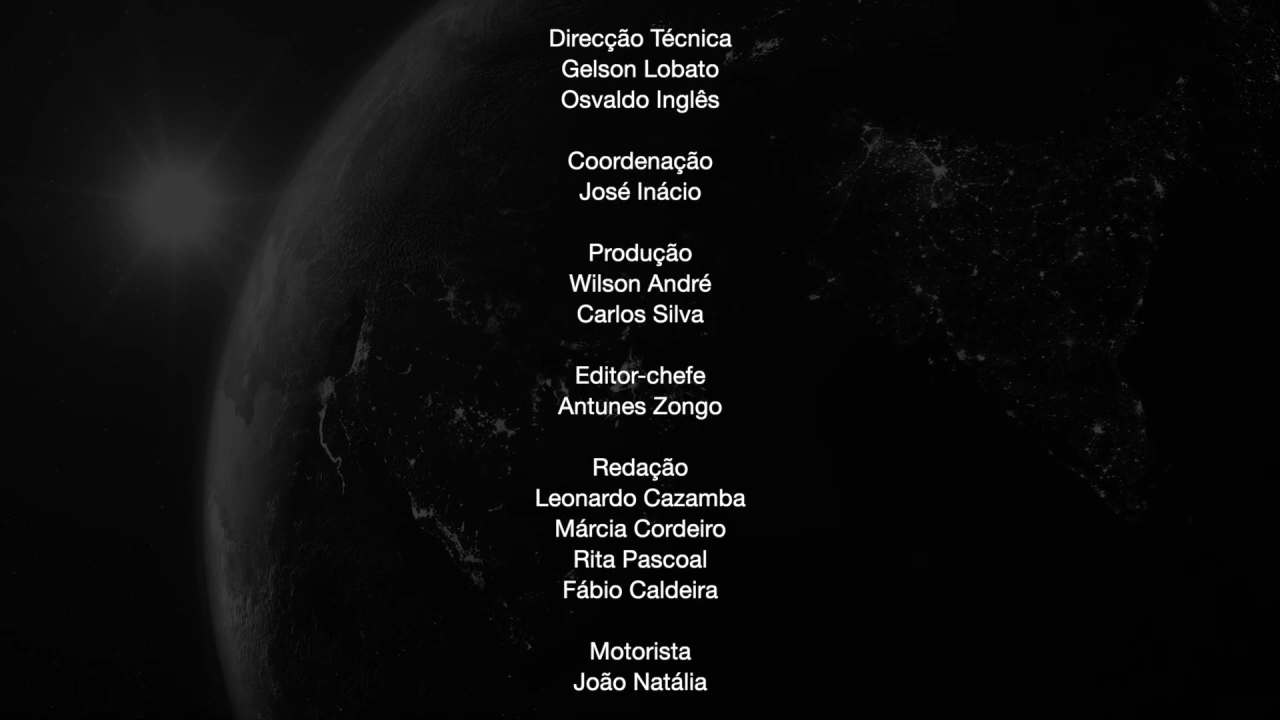 Direcção Técnica
Gelson Lobato
Osvaldo Inglês
Coordenação
José Inácio
Produção
Wilson André
Carlos Silva
Editor-chefe
Antunes Zongo
Redação
Leonardo Cazamba
Márcia Cordeiro
Rita Pascoal
Fábio Caldeira
Motorista
João Natália